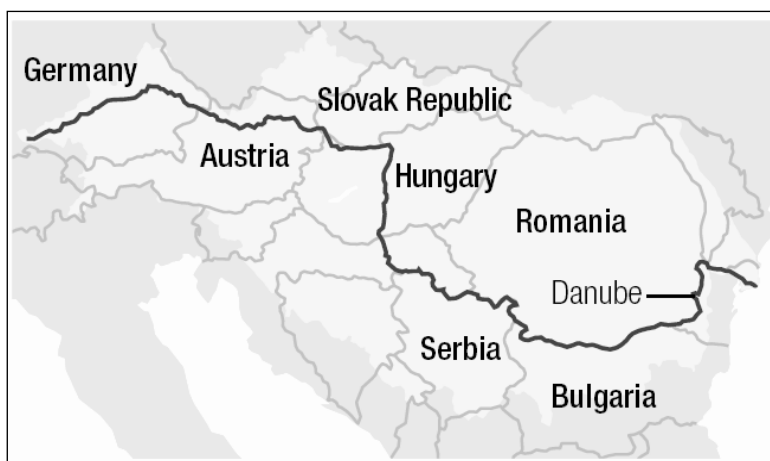 Germany
Slovak Republic
Austria
Hungary
Romania
Danube
Serbia
Bulgaria